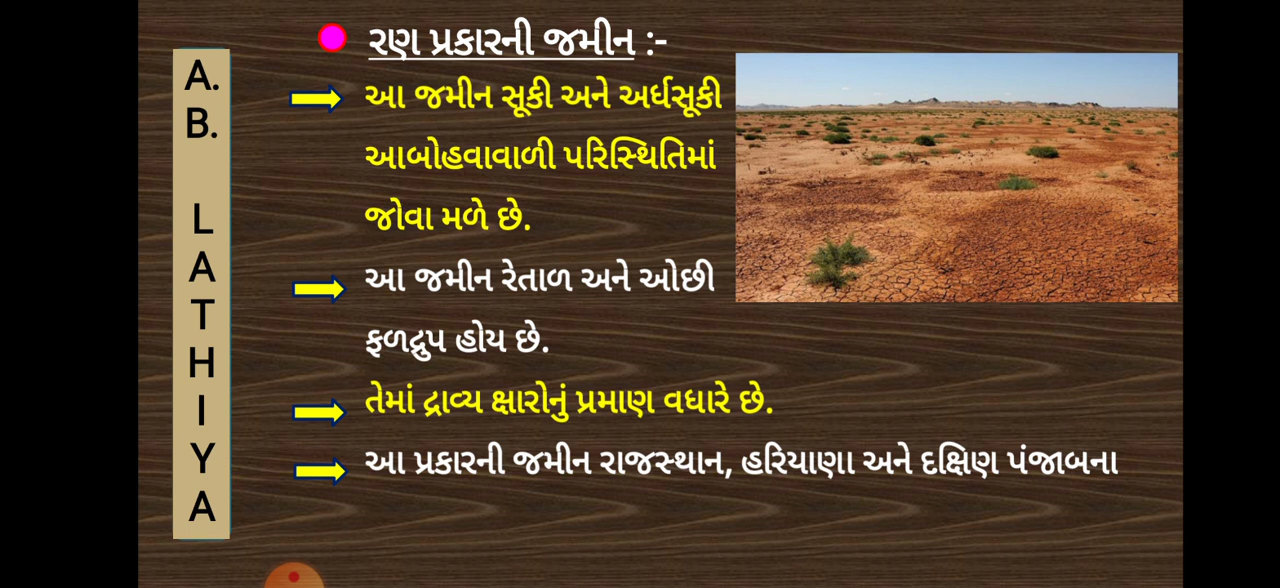 A.
B.
L
A
T
H
I
Y
A
રણ પ્રકારની જમીન :-
આ જમીન સૂકી અને અર્ધસૂકી
આબોહવાવાળી પરિસ્થિતિમાં
જોવા મળે છે.
આ જમીન રેતાળ અને ઓછી
ફળદ્રુપ હોય છે.
તેમાં દ્રાવ્ય ક્ષારોનું પ્રમાણ વધારે છે.
આ પ્રકારની જમીન રાજસ્થાન, હરિયાણા અને દક્ષિણ પંજાબના